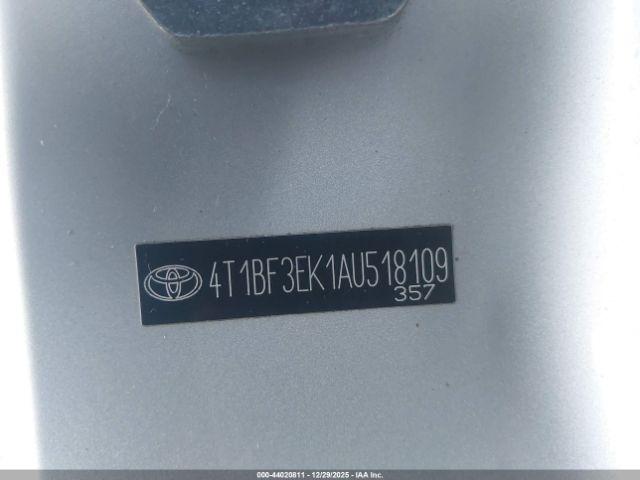 4T1BF3EK1AU518109
357
000-44020811 - 12/29/2025 - IAA Inc.